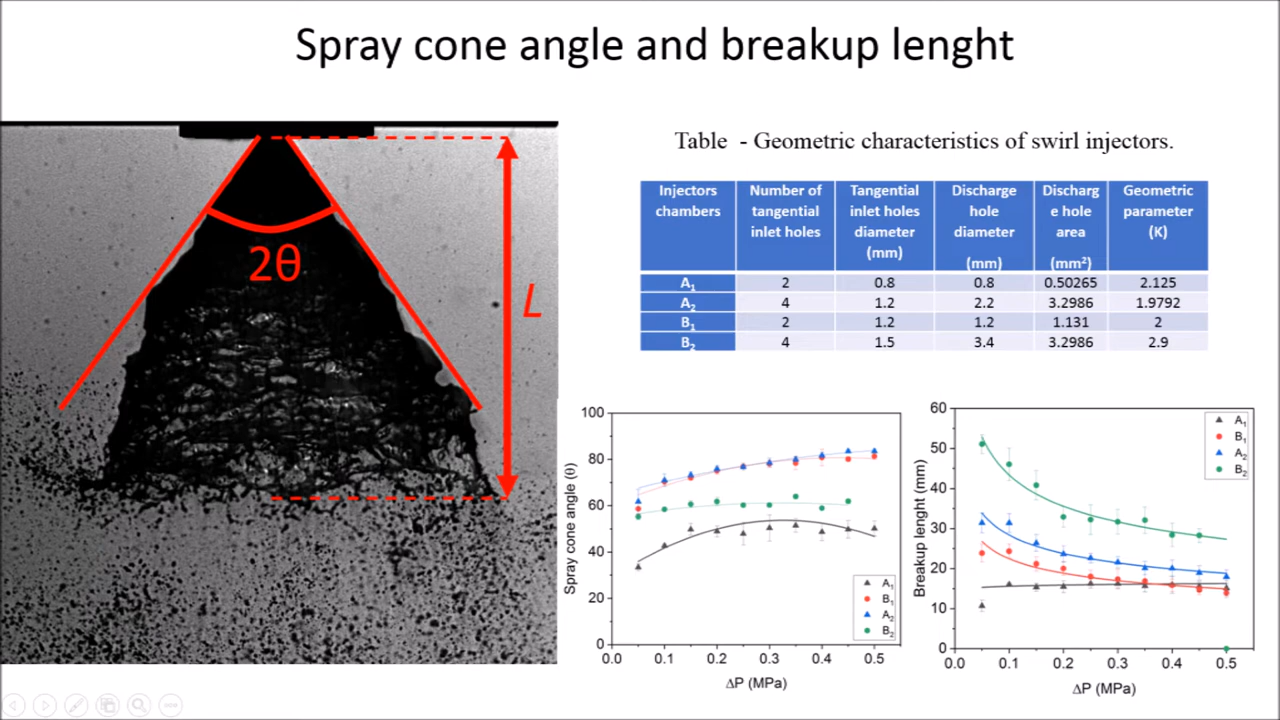 Spray cone angle and breakup lenght
2θ
L
Table - Geometric characteristics of swirl injectors.
Injectors chambers
Number of tangential inlet holes
Tangential inlet holes diameter (mm)
Discharge hole diameter (mm)
Discharg e hole area (mm²)
Geometric parameter (K)
A₁ 2 0.8 0.8 0.50265 2.125
A₂ 4 1.2 2.2 3.2986 1.9792
B₁ 2 1.2 1.2 1.131 2
B₂ 4 1.5 3.4 3.2986 2.9
Spray cone angle (θ)
100
80
60
40
20
0
0.0 0.1 0.2 0.3 0.4 0.5
ΔP (MPa)
A₁
B₁
A₂
B₂
Breakup lenght (mm)
60
50
40
30
20
10
0
0.0 0.1 0.2 0.3 0.4 0.5
ΔP (MPa)
A₁
B₁
A₂
B₂